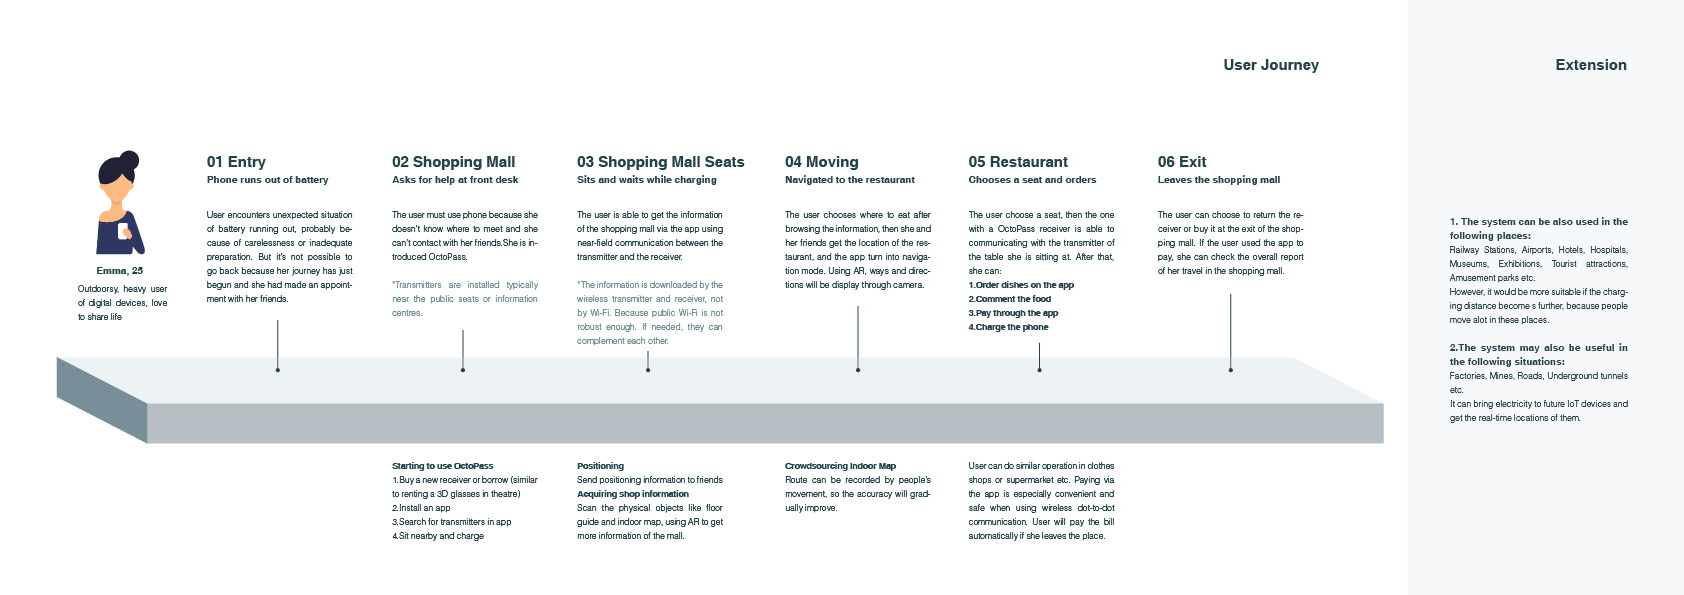 User Journey
Extension
Emma, 25
Outdoorsy, heavy user
of digital devices, love
to share life
01 Entry
Phone runs out of battery
User encounters unexpected situation
of battery running out, probably be-
cause of carelessness or inadequate
preparation. But it's not possible to
go back because her journey has just
begun and she had made an appoint-
ment with her friends.
02 Shopping Mall
Asks for help at front desk
The user must use phone because she
doesn't know where to meet and she
can't contact with her friends.She is in-
troduced OctoPass.
*Transmitters are installed typically
near the public seats or information
centres.
03 Shopping Mall Seats
Sits and waits while charging
The user is able to get the information
of the shopping mall via the app using
near-field communication between the
transmitter and the receiver.
*The information is downloaded by the
wireless transmitter and receiver, not
by Wi-Fi. Because public Wi-Fi is not
robust enough. If needed, they can
complement each other.
04 Moving
Navigated to the restaurant
The user chooses where to eat after
browsing the information, then she and
her friends get the location of the res-
taurant, and the app turn into naviga-
tion mode. Using AR, ways and direc-
tions will be display through camera.
05 Restaurant
Chooses a seat and orders
The user choose a seat, then the one
with a OctoPass receiver is able to
communicating with the transmitter of
the table she is sitting at. After that,
she can:
1.Order dishes on the app
2.Comment the food
3.Pay through the app
4.Charge the phone
06 Exit
Leaves the shopping mall
The user can choose to return the re-
ceiver or buy it at the exit of the shop-
ping mall. If the user used the app to
pay, she can check the overall report
of her travel in the shopping mall.
Starting to use OctoPass
1.Buy a new receiver or borrow (similar
to renting a 3D glasses in theatre)
2.Install an app
3.Search for transmitters in app
4.Sit nearby and charge
Positioning
Send positioning information to friends
Acquiring shop information
Scan the physical objects like floor
guide and indoor map, using AR to get
more information of the mall.
Crowdsourcing Indoor Map
Route can be recorded by people's
movement, so the accuracy will grad-
ually improve.
User can do similar operation in clothes
shops or supermarket etc. Paying via
the app is especially convenient and
safe when using wireless dot-to-dot
communication. User will pay the bill
automatically if she leaves the place.
1. The system can be also used in the
following places:
Railway Stations, Airports, Hotels, Hospitals,
Museums, Exhibitions, Tourist attractions,
Amusement parks etc.
However, it would be more suitable if the charg-
ing distance become s further, because people
move alot in these places.
2.The system may also be useful in
the following situations:
Factories, Mines, Roads, Underground tunnels
etc.
It can bring electricity to future IoT devices and
get the real-time locations of them.